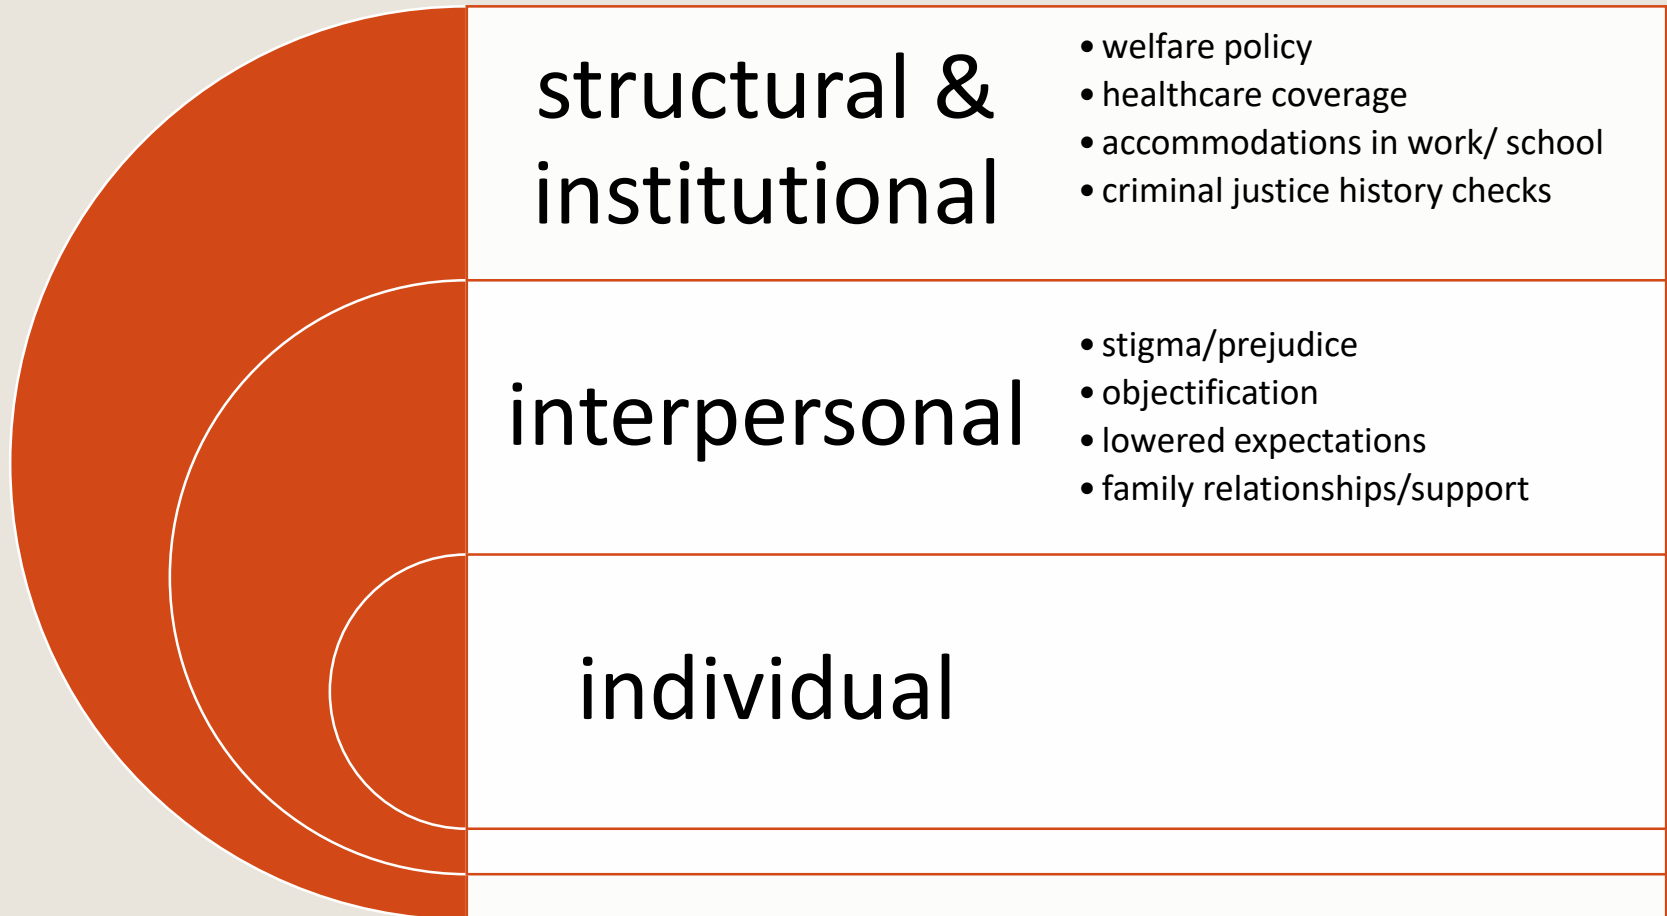 structural &
institutional
• welfare policy
• healthcare coverage
• accommodations in work/ school
• criminal justice history checks
interpersonal
• stigma/prejudice
• objectification
• lowered expectations
• family relationships/support
individual